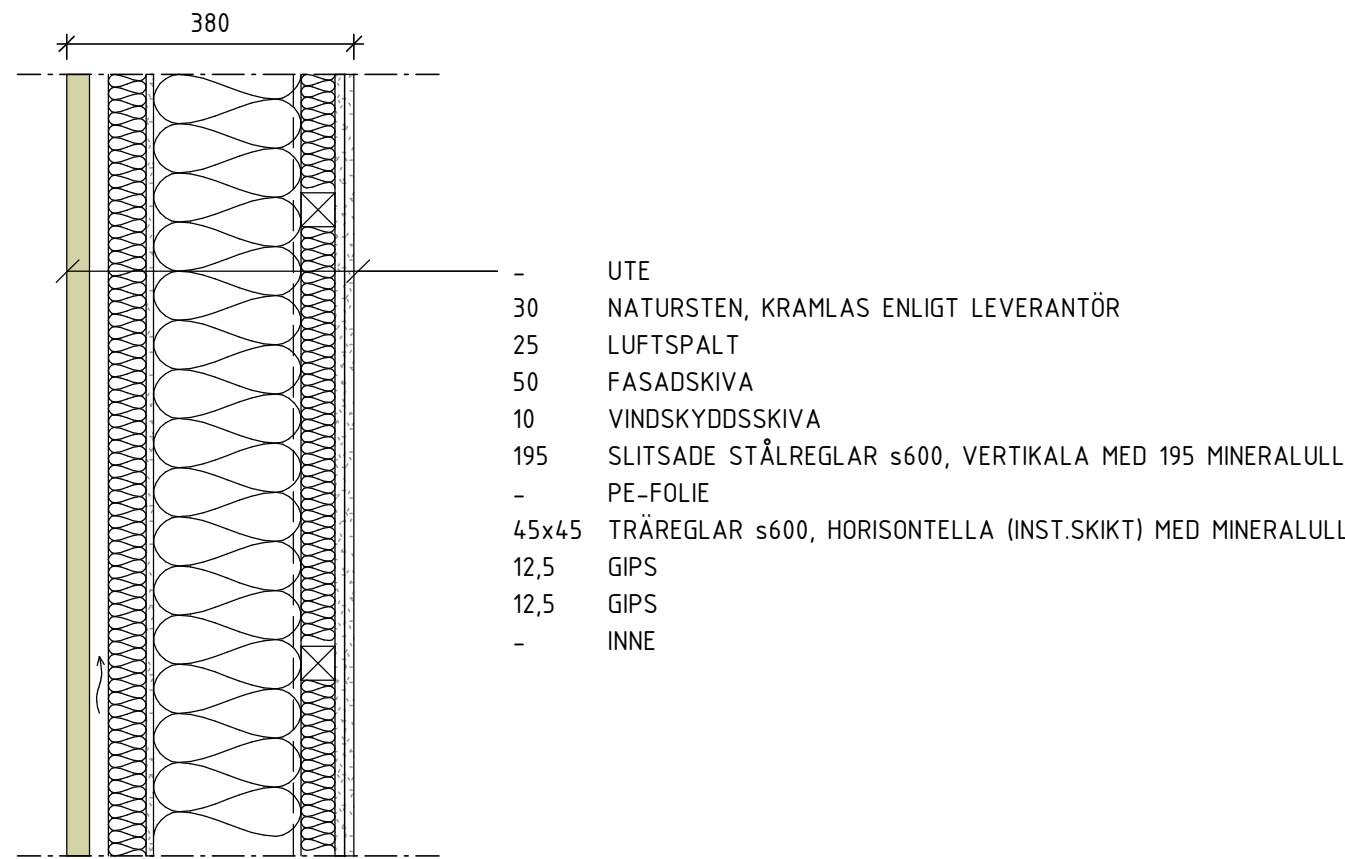 380
- UTE
30 NATURSTEN, KRAMLAS ENLIGT LEVERANTÖR
25 LUFTSPALT
50 FASADSKIVA
10 VINDSKYDDSSKIVA
195 SLITSADE STÅLREGLAR s600, VERTIKALA MED 195 MINERALULL
- PE-FOLIE
45x45 TRÄREGLAR s600, HORISONTELLA (INST.SKIKT) MED MINERALULL
12,5 GIPS
12,5 GIPS
- INNE